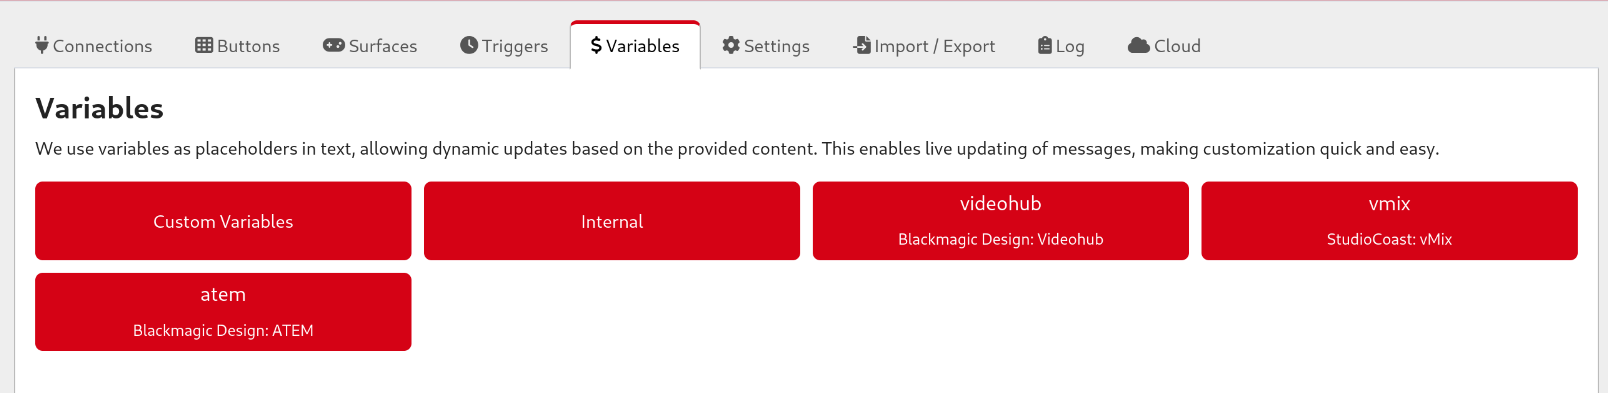 Connections Buttons Surfaces Triggers $ Variables Settings Import / Export Log Cloud
Variables
We use variables as placeholders in text, allowing dynamic updates based on the provided content. This enables live updating of messages, making customization quick and easy.
Custom Variables
Internal
videohub
Blackmagic Design: Videohub
vmix
StudioCoast: vMix
atem
Blackmagic Design: ATEM